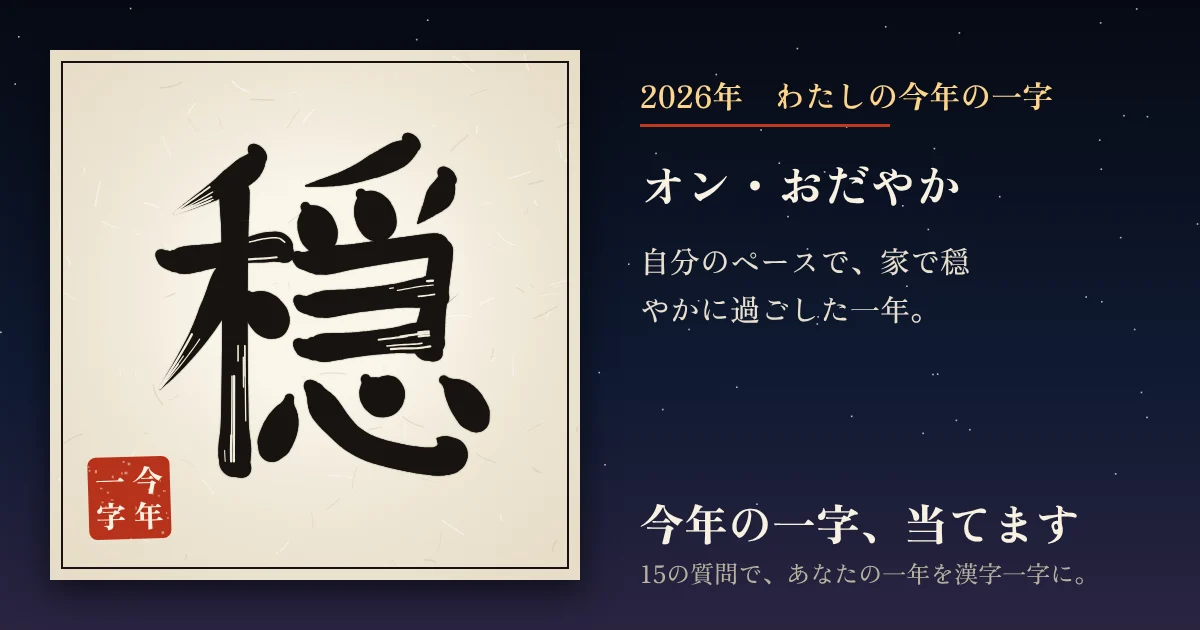 穏
今年
一字
2026年　わたしの今年の一字
オン・おだやか
自分のペースで、家で穏
やかに過ごした一年。
今年の一字、当てます
15の質問で、あなたの一年を漢字一字に。